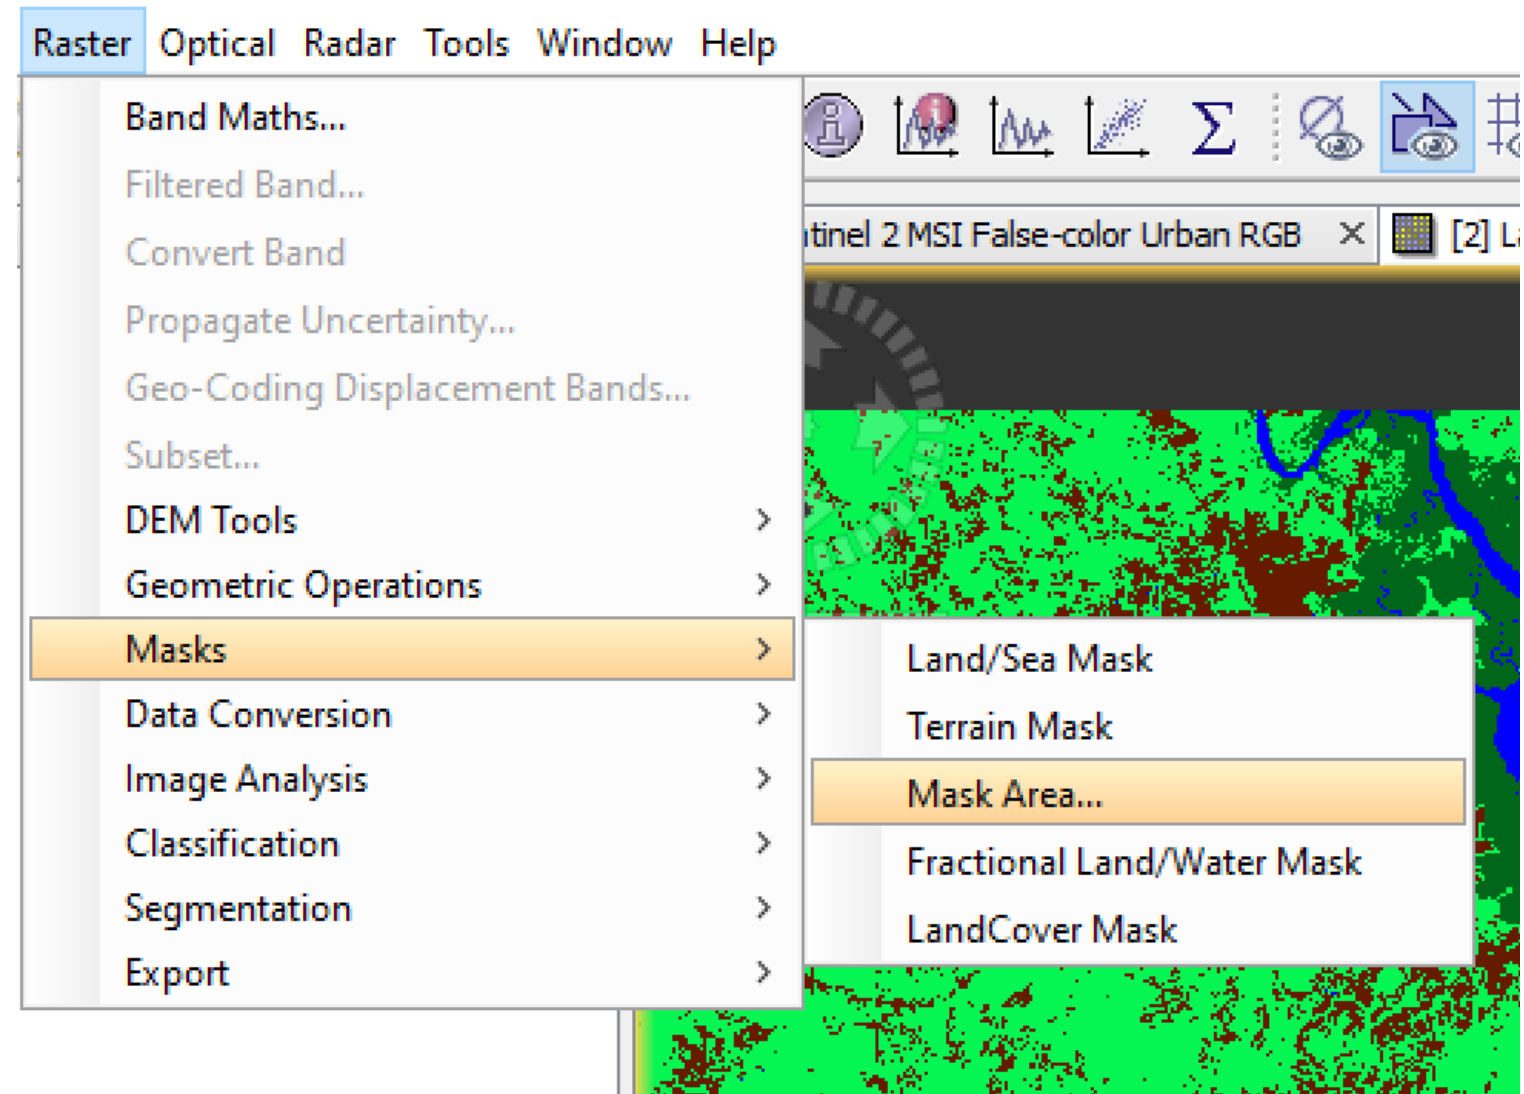 Raster Optical Radar Tools Window Help
Band Maths...
Filtered Band...
Convert Band
Propagate Uncertainty...
Geo-Coding Displacement Bands...
Subset...
DEM Tools
Geometric Operations
Masks
Data Conversion
Image Analysis
Classification
Segmentation
Export
2 MSI False-color Urban RGB
[2]
Land/Sea Mask
Terrain Mask
Mask Area...
Fractional Land/Water Mask
LandCover Mask